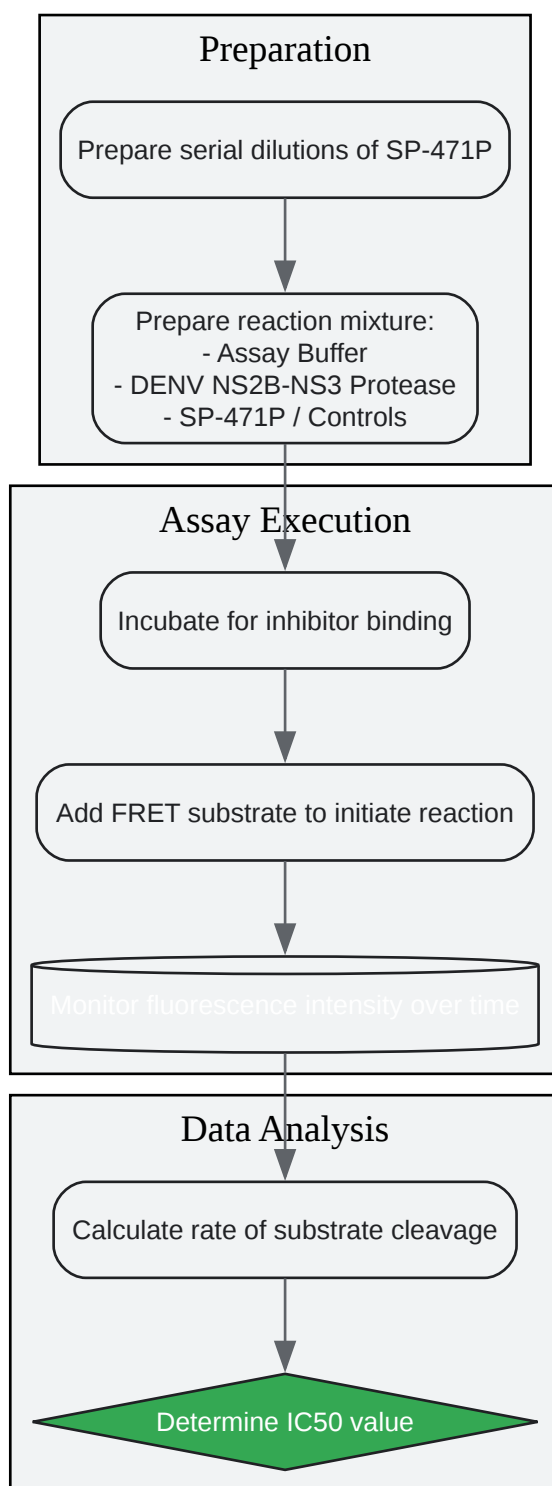 Preparation
Prepare serial dilutions of SP-471P
Prepare reaction mixture:
- Assay Buffer
- DENV NS2B-NS3 Protease
- SP-471P / Controls
Assay Execution
Incubate for inhibitor binding
Add FRET substrate to initiate reaction
Monitor fluorescence intensity over time
Data Analysis
Calculate rate of substrate cleavage
Determine IC50 value